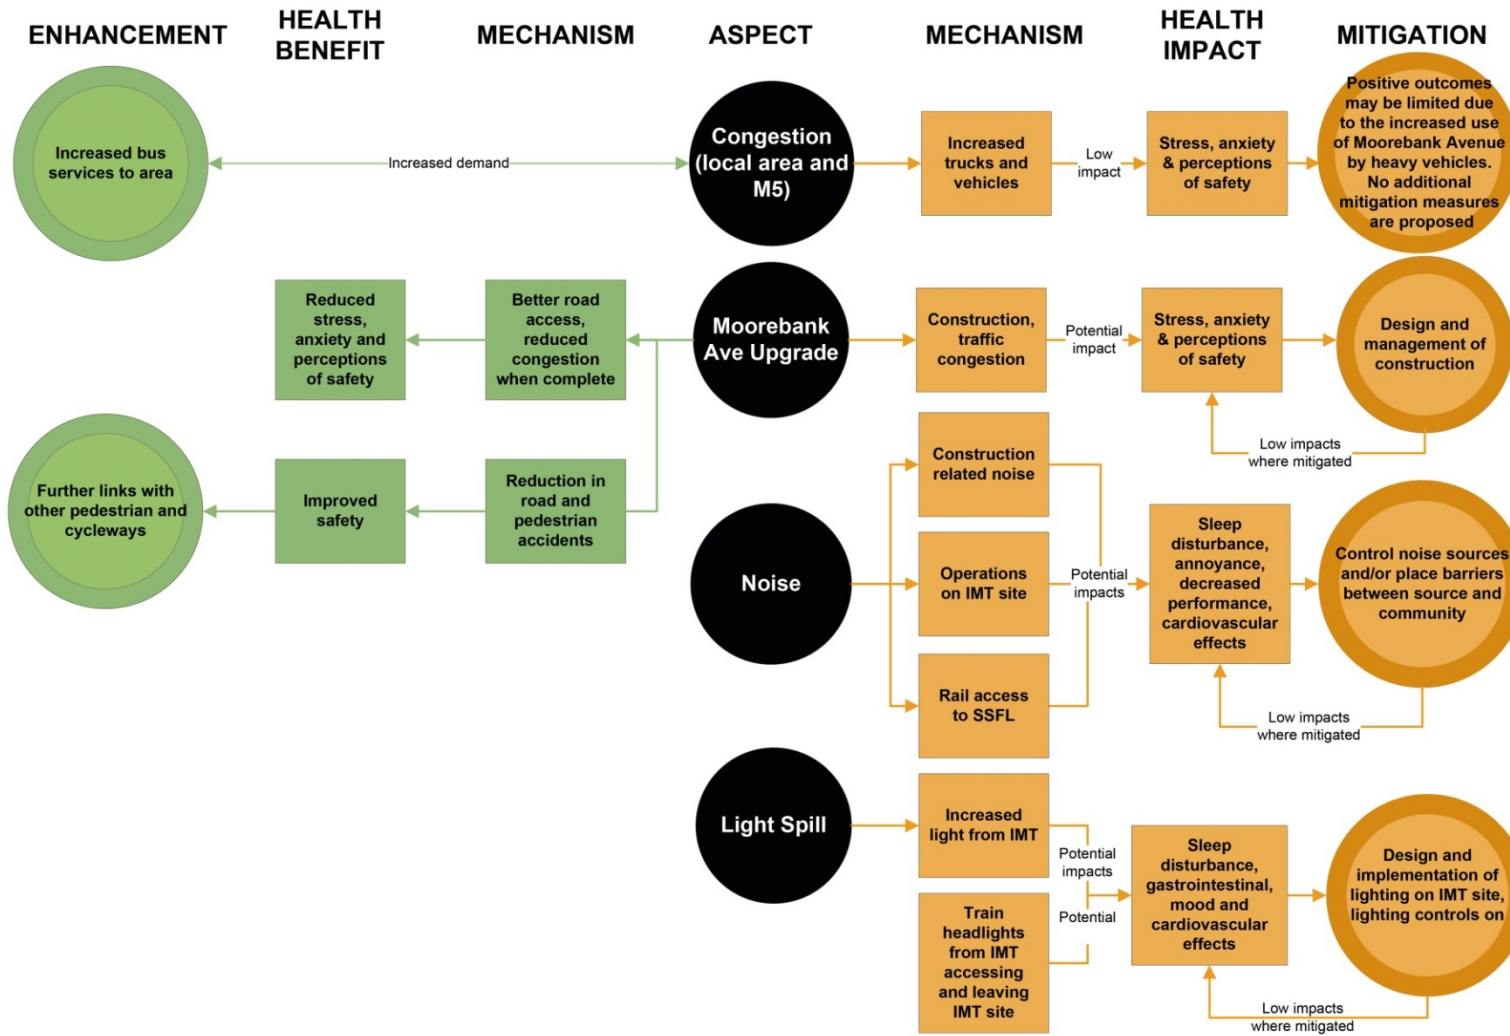 ENHANCEMENT
HEALTH
BENEFIT
MECHANISM
ASPECT
MECHANISM
HEALTH
IMPACT
MITIGATION
Increased bus
services to area
Increased demand
Congestion
(local area and
M5)
Increased
trucks and
vehicles
Low
impact
Stress, anxiety
& perceptions
of safety
Positive outcomes
may be limited due
to the increased use
of Moorebank Avenue
by heavy vehicles.
No additional
mitigation measures
are proposed
Reduced
stress,
anxiety and
perceptions
of safety
Better road
access,
reduced
congestion
when complete
Moorebank
Ave Upgrade
Construction,
traffic
congestion
Potential
impact
Stress, anxiety
& perceptions
of safety
Design and
management of
construction
Low impacts
where mitigated
Further links with
other pedestrian and
cycleways
Improved
safety
Reduction in
road and
pedestrian
accidents
Noise
Construction
related noise
Operations
on IMT site
Rail access
to SSFL
Potential
impacts
Sleep
disturbance,
annoyance,
decreased
performance,
cardiovascular
effects
Control noise sources
and/or place barriers
between source and
community
Low impacts
where mitigated
Light Spill
Increased
light from IMT
Train
headlights
from IMT
accessing
and leaving
IMT site
Potential
impacts
Potential
Sleep
disturbance,
gastrointestinal,
mood and
cardiovascular
effects
Design and
implementation of
lighting on IMT site,
lighting controls on
Low impacts
where mitigated